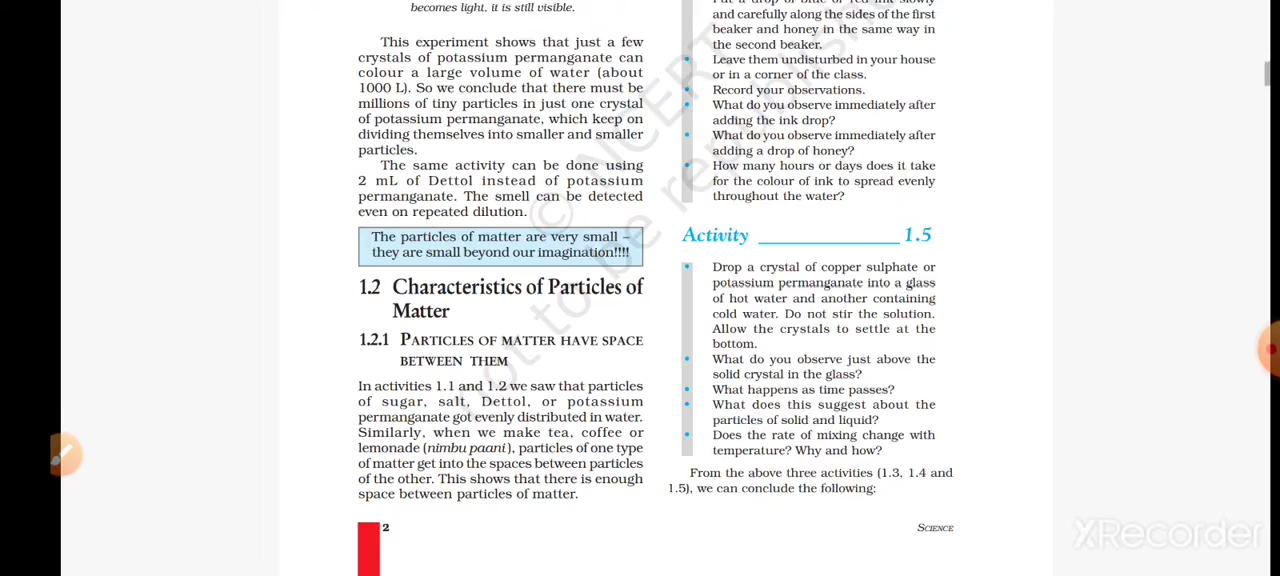 becomes light, it is still visible.
This experiment shows that just a few
crystals of potassium permanganate can
colour a large volume of water (about
1000 L). So we conclude that there must be
millions of tiny particles in just one crystal
of potassium permanganate, which keep on
dividing themselves into smaller and smaller
particles.
The same activity can be done using
2 mL of Dettol instead of potassium
permanganate. The smell can be detected
even on repeated dilution.
The particles of matter are very small –
they are small beyond our imagination!!!!
1.2 Characteristics of Particles of
Matter
1.2.1 PARTICLES OF MATTER HAVE SPACE
BETWEEN THEM
In activities 1.1 and 1.2 we saw that particles
of sugar, salt, Dettol, or potassium
permanganate got evenly distributed in water.
Similarly, when we make tea, coffee or
lemonade (nimbu paani), particles of one type
of matter get into the spaces between particles
of the other. This shows that there is enough
space between particles of matter.
2
Put a drop of blue or red ink slowly
and carefully along the sides of the first
beaker and honey in the same way in
the second beaker.
• Leave them undisturbed in your house
or in a corner of the class.
• Record your observations.
• What do you observe immediately after
adding the ink drop?
• What do you observe immediately after
adding a drop of honey?
• How many hours or days does it take
for the colour of ink to spread evenly
throughout the water?
Activity ______________ 1.5
• Drop a crystal of copper sulphate or
potassium permanganate into a glass
of hot water and another containing
cold water. Do not stir the solution.
Allow the crystals to settle at the
bottom.
• What do you observe just above the
solid crystal in the glass?
• What happens as time passes?
• What does this suggest about the
particles of solid and liquid?
• Does the rate of mixing change with
temperature? Why and how?
From the above three activities (1.3, 1.4 and
1.5), we can conclude the following:
SCIENCE
© NCERT
not to be republished
XRecorder